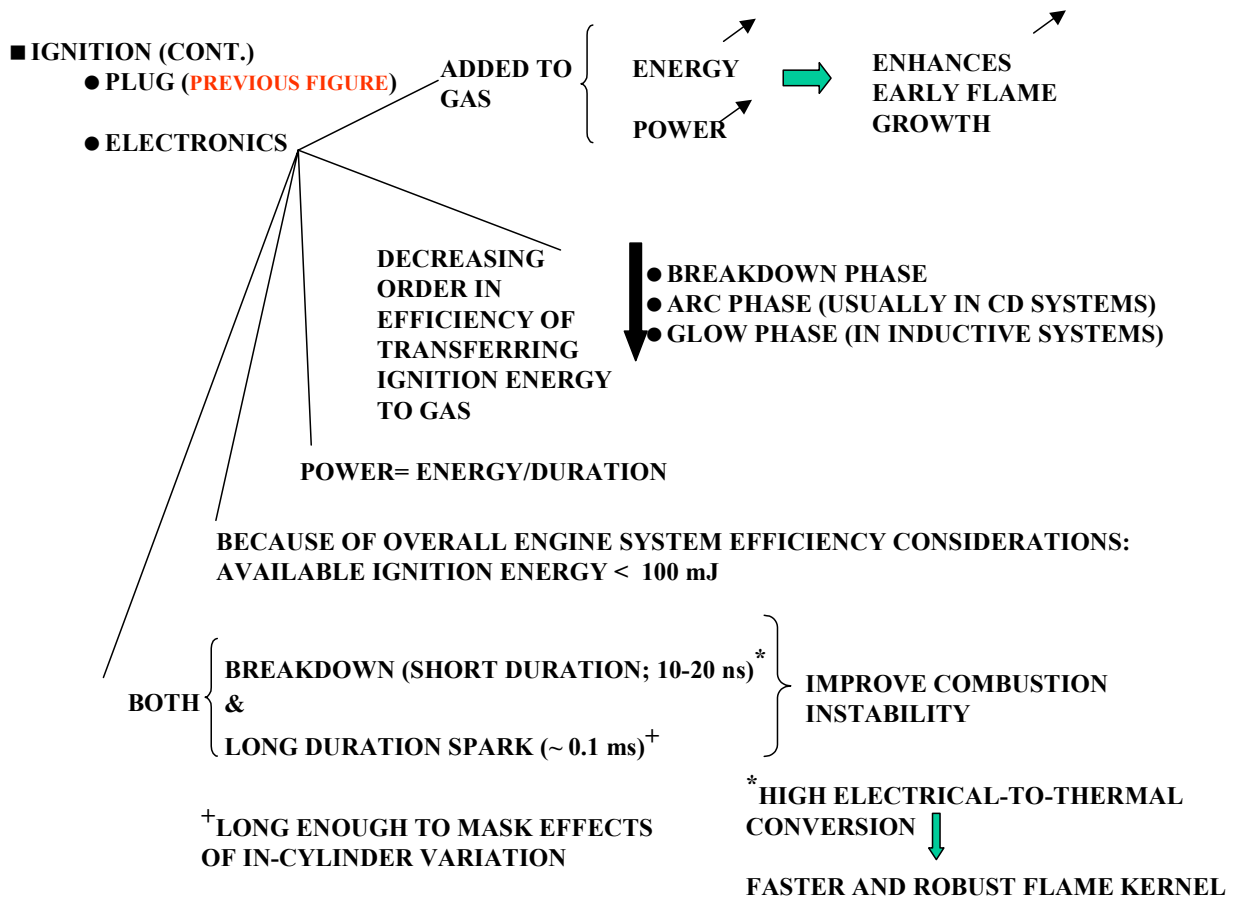 ■ IGNITION (CONT.)
● PLUG (PREVIOUS FIGURE)
● ELECTRONICS
ADDED TO
GAS
ENERGY
POWER
ENHANCES
EARLY FLAME
GROWTH
DECREASING
ORDER IN
EFFICIENCY OF
TRANSFERRING
IGNITION ENERGY
TO GAS
● BREAKDOWN PHASE
● ARC PHASE (USUALLY IN CD SYSTEMS)
● GLOW PHASE (IN INDUCTIVE SYSTEMS)
POWER= ENERGY/DURATION
BECAUSE OF OVERALL ENGINE SYSTEM EFFICIENCY CONSIDERATIONS:
AVAILABLE IGNITION ENERGY < 100 mJ
BOTH
BREAKDOWN (SHORT DURATION; 10-20 ns)*
&
LONG DURATION SPARK (~ 0.1 ms)+
IMPROVE COMBUSTION
INSTABILITY
+LONG ENOUGH TO MASK EFFECTS
OF IN-CYLINDER VARIATION
*HIGH ELECTRICAL-TO-THERMAL
CONVERSION
FASTER AND ROBUST FLAME KERNEL